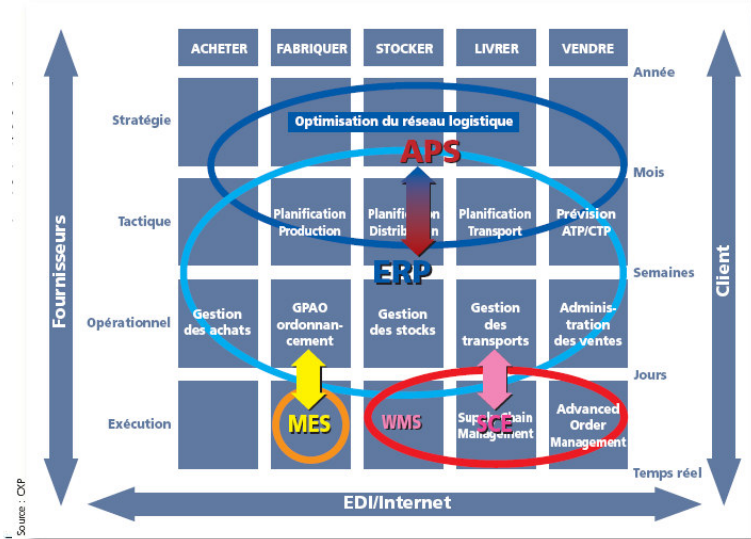 ACHETER
FABRIQUER
STOCKER
LIVRER
VENDRE
Année
Stratégie
Optimisation du réseau logistique
APS
Mois
Tactique
Planification
Production
Planification
Distribution
Planification
Transport
Prévision
ATP/CTP
ERP
Semaines
Fournisseurs
Client
Opérationnel
Gestion
des achats
GPAO
ordonnan-
cement
Gestion
des stocks
Gestion
des
transports
Adminis-
tration
des ventes
Jours
Exécution
MES
WMS
Supply Chain
Management
SCE
Advanced
Order
Management
Temps réel
EDI/Internet
Source : CXP